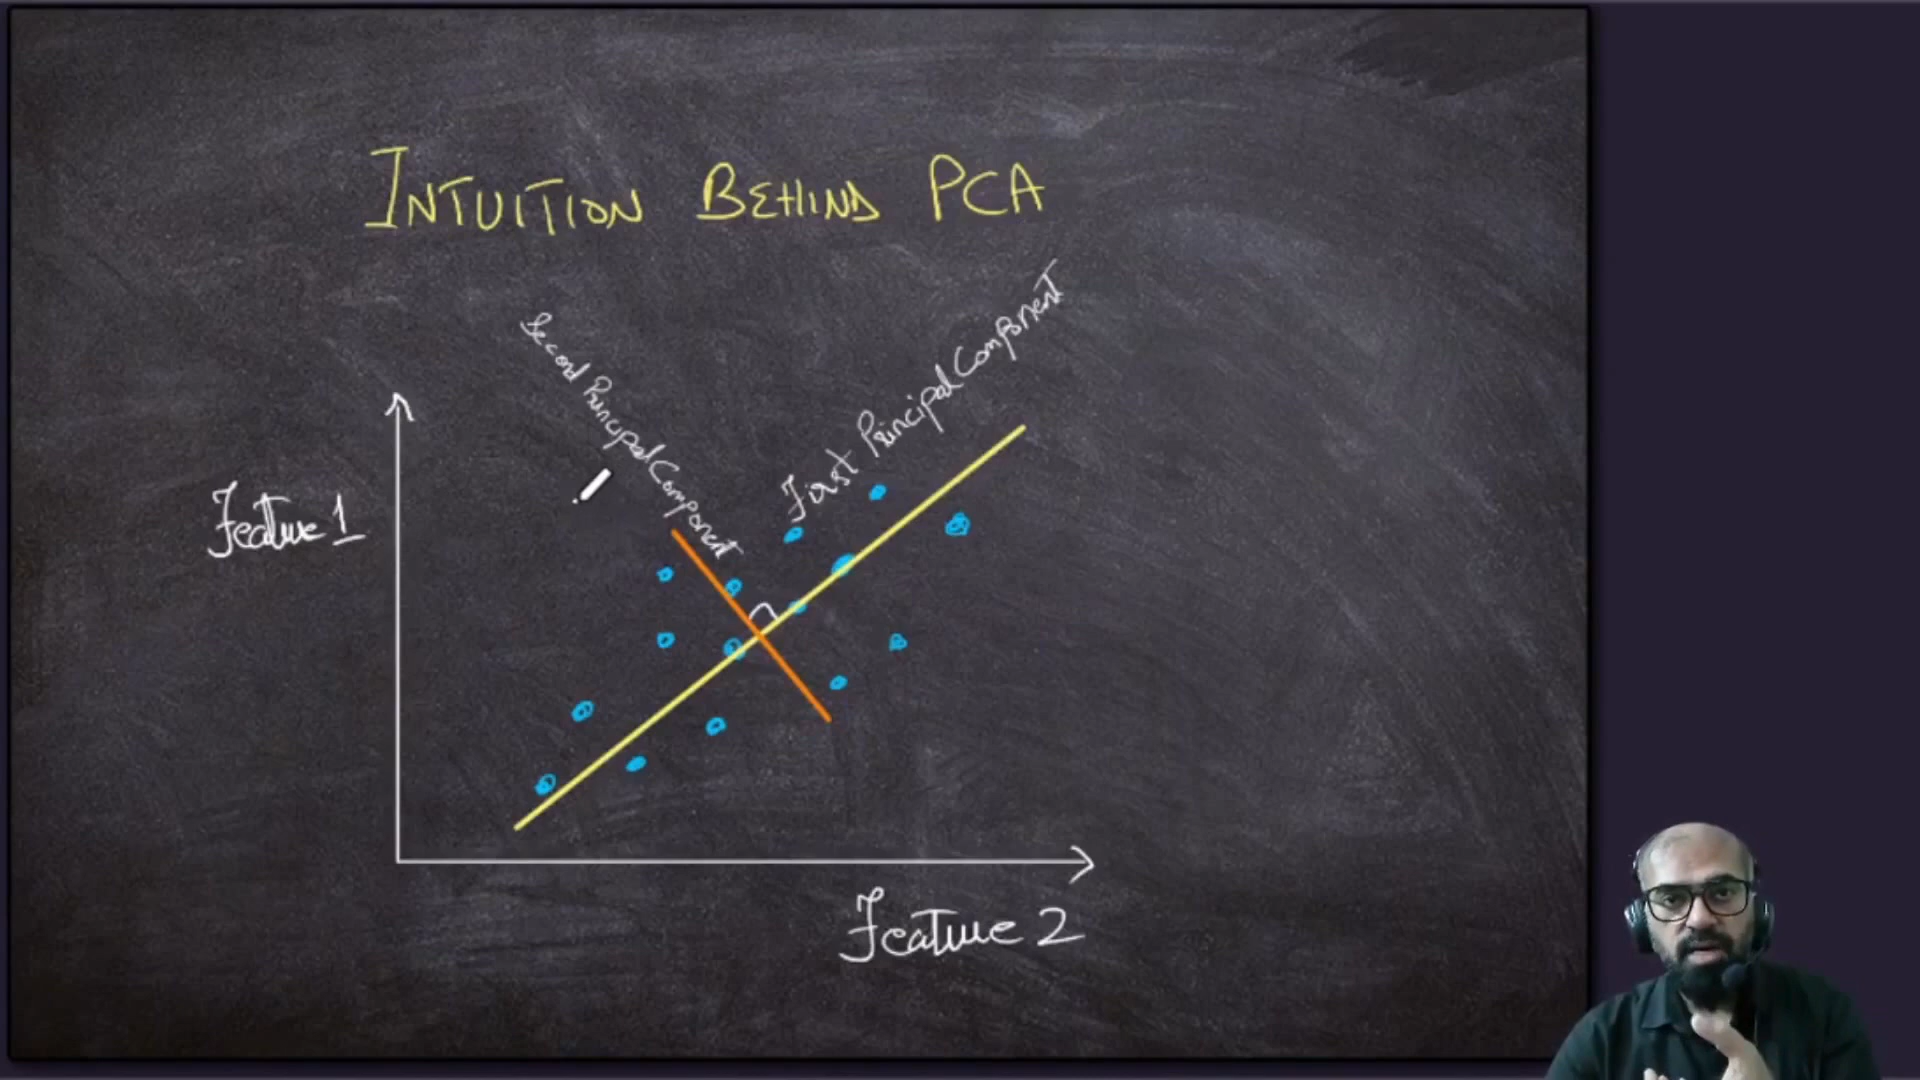 INTUITION BEHIND PCA
Second Principal Component
First Principal Component
Feature 1
Feature 2